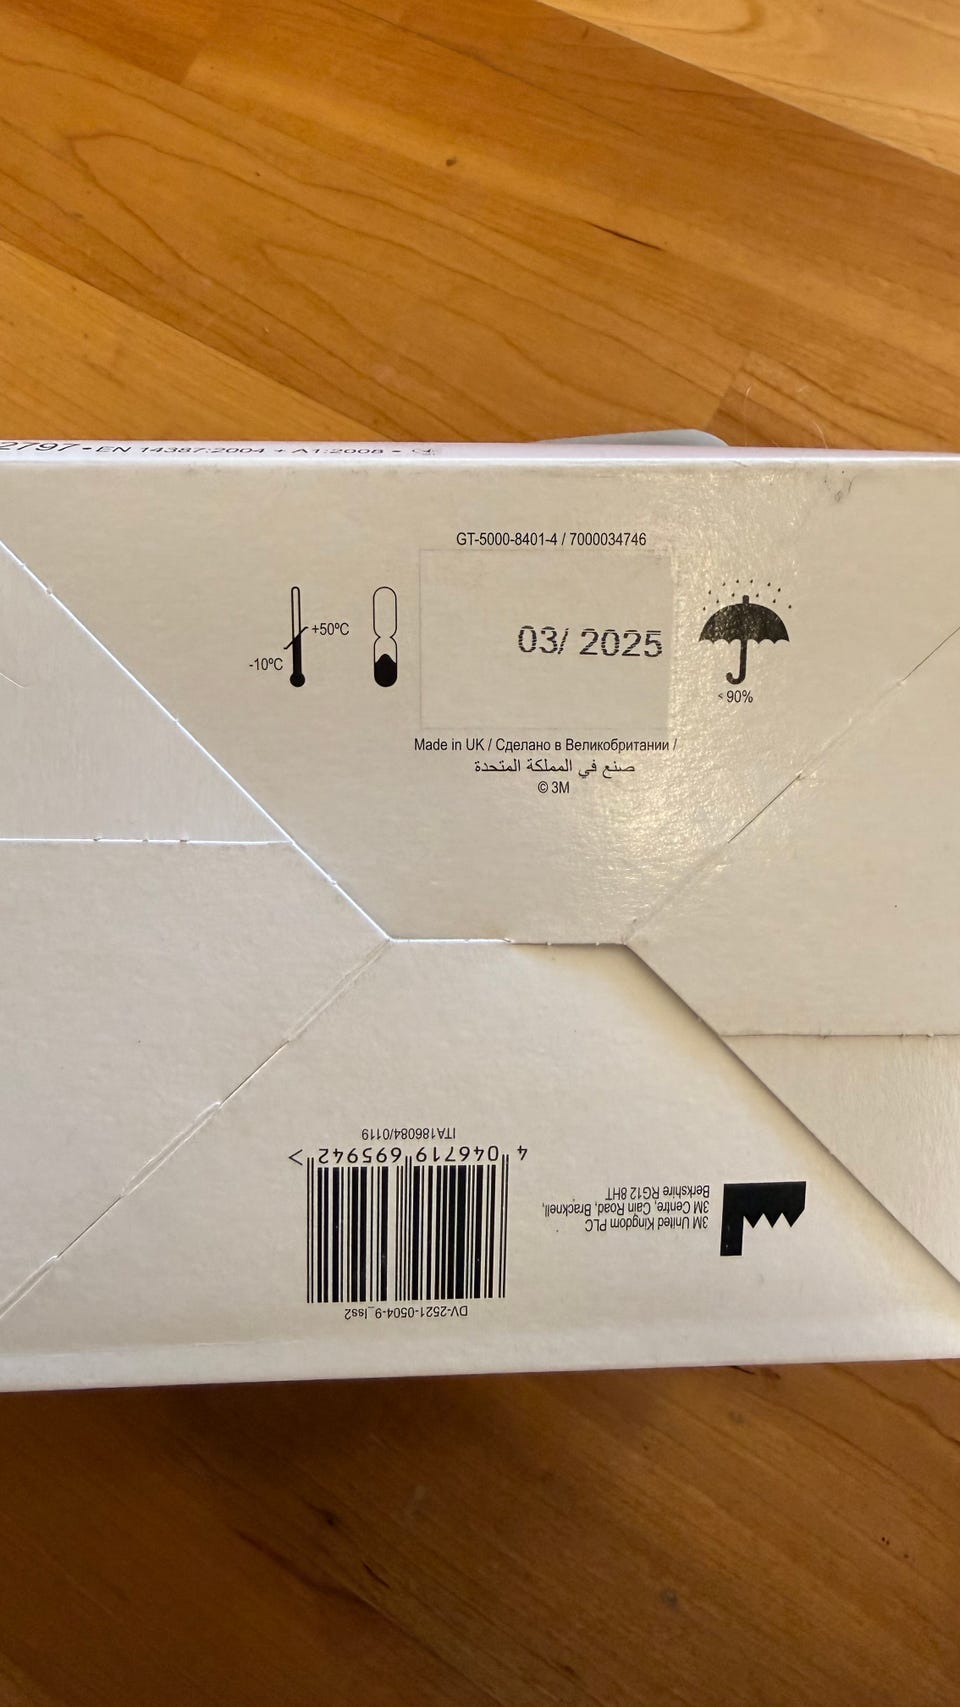 2797 • EN 14387:2004 + A1:2008 •
GT-5000-8401-4 / 7000034746
+50ºC
-10ºC
03/ 2025
< 90%
Made in UK / Сделано в Великобритании /
صنع في المملكة المتحدة
© 3M
3M United Kingdom PLC
3M Centre, Cain Road, Bracknell,
Berkshire RG12 8HT
DV-2521-0504-9_Iss2
4 046719 695942 >
ITA186084/0119